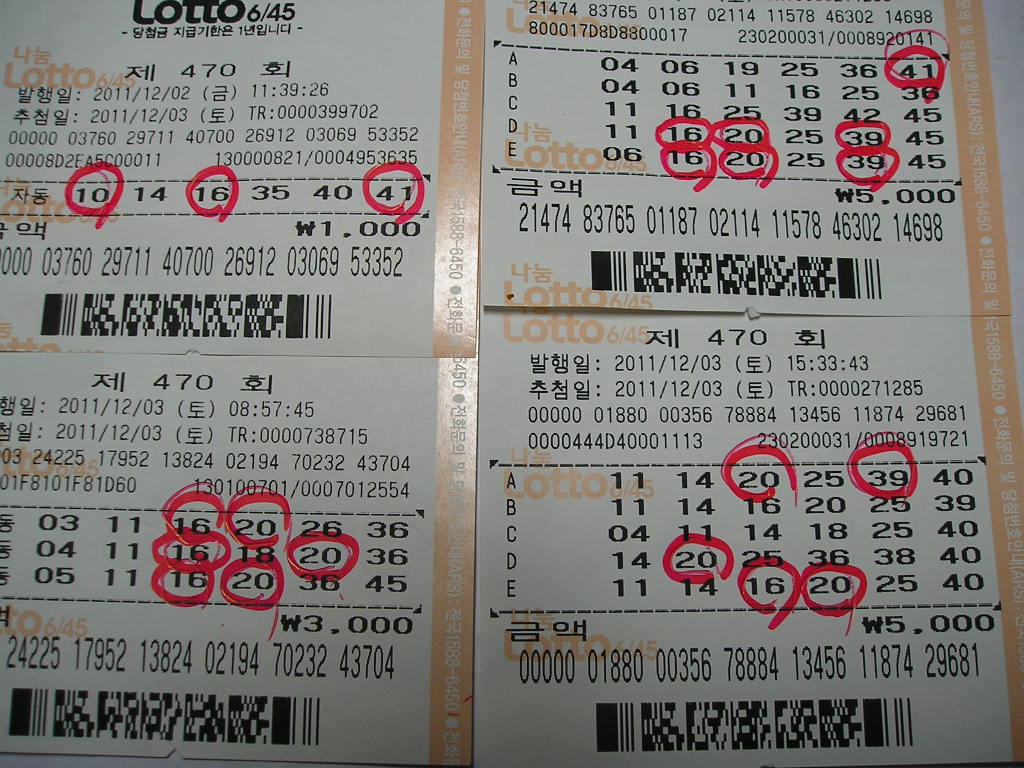 Lotto 6/45
- 당첨금 지급기한은 1년입니다 -
제 470 회
발행일: 2011/12/02 (금) 11:39:26
추첨일: 2011/12/03 (토) TR:0000399702
00000 03760 29711 40700 26912 03069 53352
00008D2EA5C00011 130000821/0004953635
자동 10 14 16 35 40 41
금액 ₩1,000
000 03760 29711 40700 26912 03069 53352
21474 83765 01187 02114 11578 46302 14698
800017D8D8800017 230200031/0008920141
A 04 06 19 25 36 41
B 04 06 11 16 25 36
C 11 16 25 39 42 45
D 11 16 20 25 39 45
E 06 16 20 25 39 45
금액 ₩5,000
21474 83765 01187 02114 11578 46302 14698
제 470 회
행일: 2011/12/03 (토) 08:57:45
첨일: 2011/12/03 (토) TR:0000738715
03 24225 17952 13824 02194 70232 43704
01F8101F81D60 130100701/0007012554
동 03 11 16 20 26 36
동 04 11 16 18 20 36
동 05 11 16 20 36 45
액 ₩3,000
24225 17952 13824 02194 70232 43704
나눔
Lotto 6/45
제 470 회
발행일: 2011/12/03 (토) 15:33:43
추첨일: 2011/12/03 (토) TR:0000271285
00000 01880 00356 78884 13456 11874 29681
0000444D40001113 230200031/0008919721
A 11 14 20 25 39 40
B 11 14 16 20 25 39
C 04 11 14 18 25 40
D 14 20 25 36 38 40
E 11 14 16 20 25 40
금액 ₩5,000
00000 01880 00356 78884 13456 11874 29681